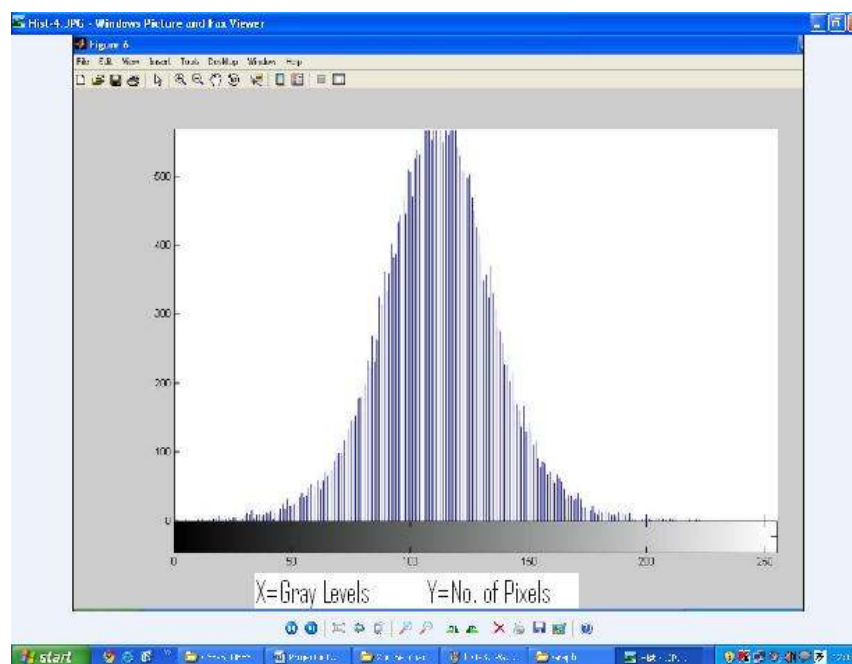 Hist-4.JPG - Windows Picture and Fax Viewer
Figure 6
File Edit View Insert Tools Desktop Window Help
500
400
300
200
100
0
0 50 100 150 200 250
X=Gray Levels Y=No. of Pixels
start